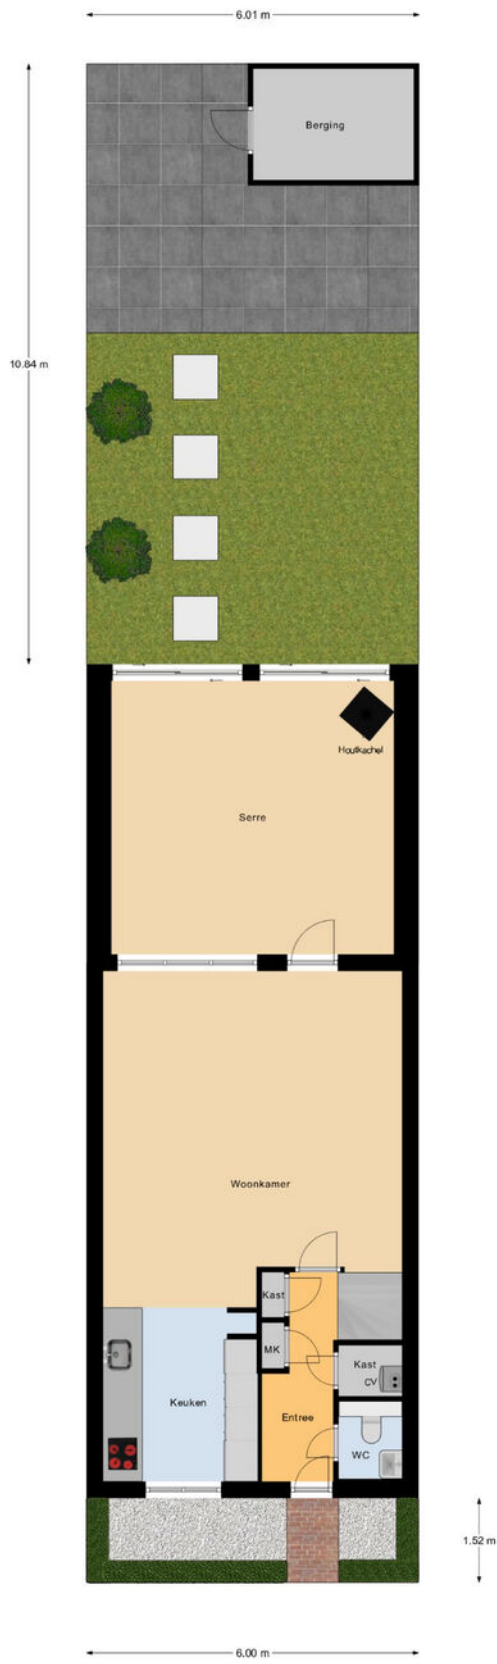 6.01 m
Berging
10.84 m
Houtkachel
Serre
Woonkamer
Kast
MK
Kast
CV
Keuken
Entree
WC
1.52 m
6.00 m